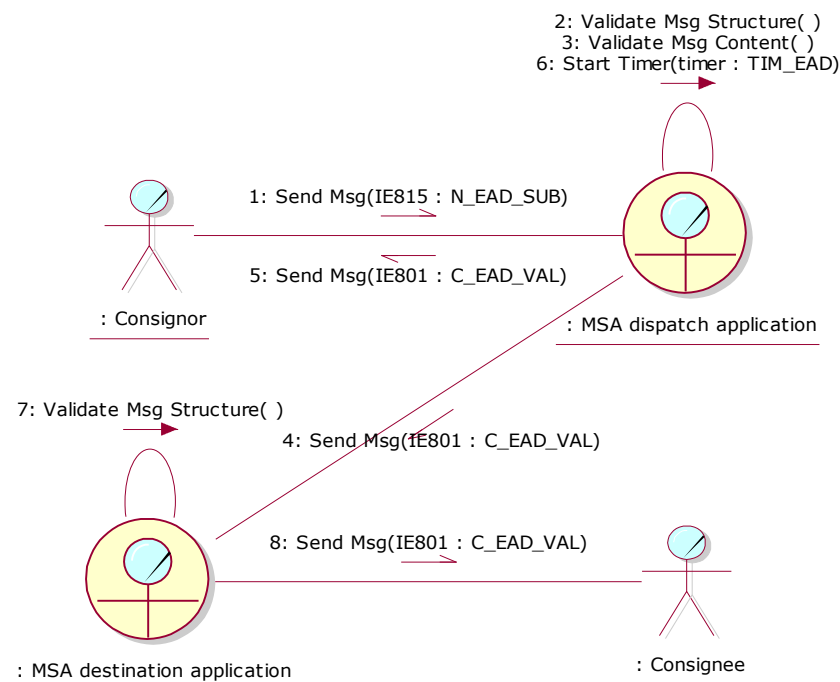 2: Validate Msg Structure( )
3: Validate Msg Content( )
6: Start Timer(timer : TIM_EAD)
1: Send Msg(IE815 : N_EAD_SUB)
5: Send Msg(IE801 : C_EAD_VAL)
: Consignor
: MSA dispatch application
7: Validate Msg Structure( )
4: Send Msg(IE801 : C_EAD_VAL)
8: Send Msg(IE801 : C_EAD_VAL)
: MSA destination application
: Consignee